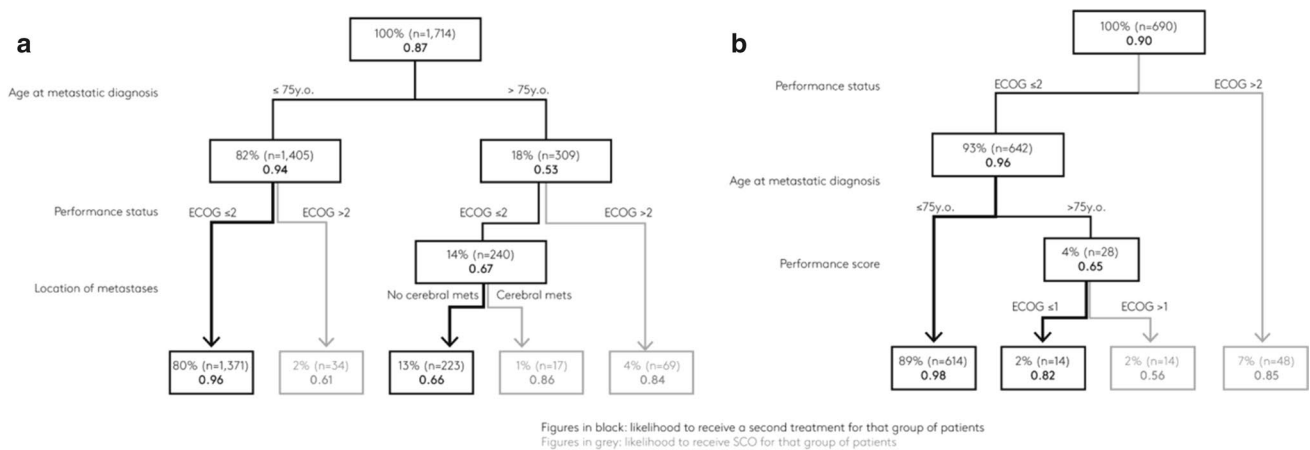 a
100% (n=1,714)
0.87
Age at metastatic diagnosis
≤ 75y.o.
> 75y.o.
82% (n=1,405)
0.94
18% (n=309)
0.53
Performance status
ECOG ≤2
ECOG >2
ECOG ≤2
ECOG >2
14% (n=240)
0.67
Location of metastases
No cerebral mets
Cerebral mets
80% (n=1,371)
0.96
2% (n=34)
0.61
13% (n=223)
0.66
1% (n=17)
0.86
4% (n=69)
0.84
b
100% (n=690)
0.90
Performance status
ECOG ≤2
ECOG >2
93% (n=642)
0.96
Age at metastatic diagnosis
≤75y.o.
>75y.o.
4% (n=28)
0.65
Performance score
ECOG ≤1
ECOG >1
89% (n=614)
0.98
2% (n=14)
0.82
2% (n=14)
0.56
7% (n=48)
0.85
Figures in black: likelihood to receive a second treatment for that group of patients
Figures in grey: likelihood to receive SCO for that group of patients